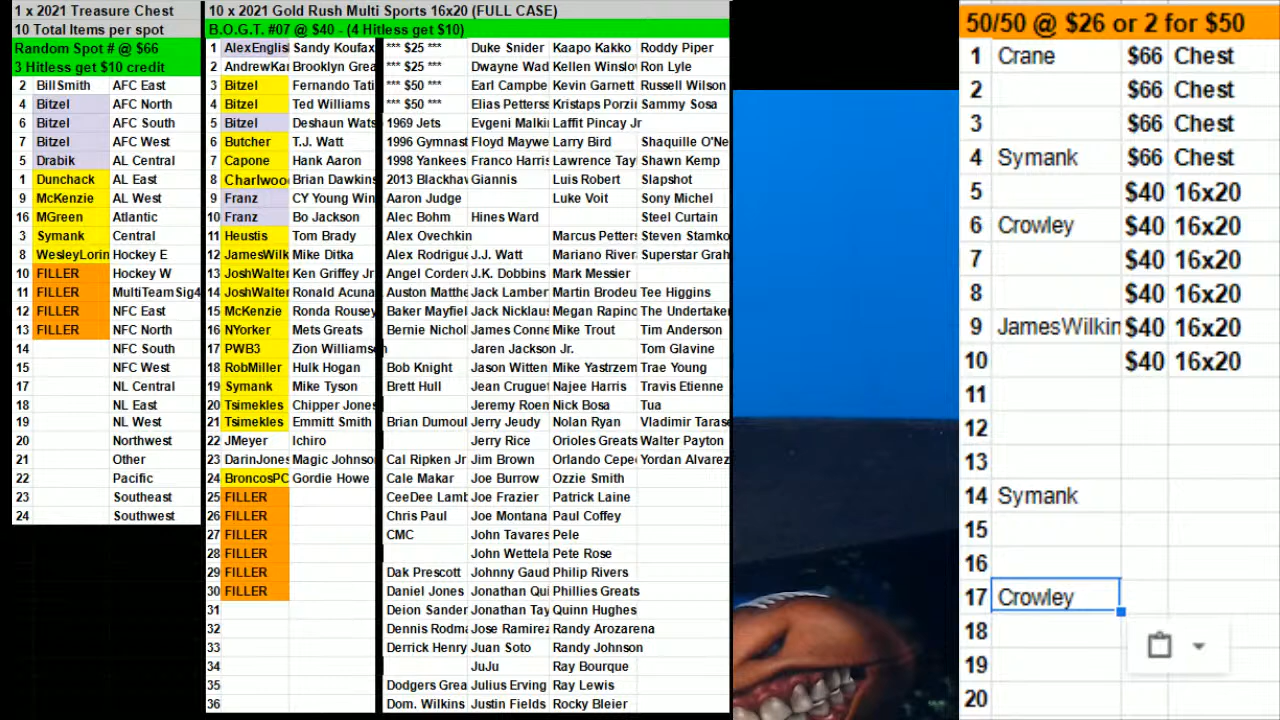 1 x 2021 Treasure Chest
10 Total Items per spot
Random Spot # @ $66
3 Hitless get $10 credit
2 BillSmith AFC East
4 Bitzel AFC North
6 Bitzel AFC South
7 Bitzel AFC West
5 Drabik AL Central
1 Dunchack AL East
9 McKenzie AL West
16 MGreen Atlantic
3 Symank Central
8 WesleyLorin Hockey E
10 FILLER Hockey W
11 FILLER MultiTeamSig4
12 FILLER NFC East
13 FILLER NFC North
14 NFC South
15 NFC West
17 NL Central
18 NL East
19 NL West
20 Northwest
21 Other
22 Pacific
23 Southeast
24 Southwest
10 x 2021 Gold Rush Multi Sports 16x20 (FULL CASE)
B.O.G.T. #07 @ $40 - (4 Hitless get $10)
1 AlexEnglis Sandy Koufax *** $25 *** Duke Snider Kaapo Kakko Roddy Piper
2 AndrewKar Brooklyn Grea *** $25 *** Dwayne Wad Kellen Winslow Ron Lyle
3 Bitzel Fernando Tati *** $50 *** Earl Campbe Kevin Garnett Russell Wilson
4 Bitzel Ted Williams *** $50 *** Elias Peterss Kristaps Porzi Sammy Sosa
5 Bitzel Deshaun Wats 1969 Jets Evgeni Malki Laffit Pincay Jr
6 Butcher T.J. Watt 1996 Gymnast Floyd Maywe Larry Bird Shaquille O'Ne
7 Capone Hank Aaron 1998 Yankees Franco Harris Lawrence Tay Shawn Kemp
8 Charlwoo Brian Dawkins 2013 Blackhav Giannis Luis Robert Slapshot
9 Franz CY Young Win Aaron Judge Luke Voit Sony Michel
10 Franz Bo Jackson Alec Bohm Hines Ward Steel Curtain
11 Heustis Tom Brady Alex Ovechkin Marcus Petters Steven Stamko
12 JamesWilk Mike Ditka Alex Rodrigue J.J. Watt Mariano River Superstar Grah
13 JoshWalter Ken Griffey Jr Angel Corder J.K. Dobbins Mark Messier
14 JoshWalter Ronald Acuna Auston Matthe Jack Lamber Martin Brodeu Tee Higgins
15 McKenzie Ronda Rousey Baker Mayfiel Jack Nicklaus Megan Rapino The Undertake
16 NYorker Mets Greats Bernie Nichol James Conne Mike Trout Tim Anderson
17 PWB3 Zion Williamson Jaren Jackson Jr. Tom Glavine
18 RobMiller Hulk Hogan Bob Knight Jason Witten Mike Yastrzem Trae Young
19 Symank Mike Tyson Brett Hull Jean Cruguet Najee Harris Travis Etienne
20 Tsimekles Chipper Jones Jeremy Roen Nick Bosa Tua
21 Tsimekles Emmitt Smith Brian Dumoul Jerry Jeudy Nolan Ryan Vladimir Tarase
22 JMeyer Ichiro Jerry Rice Orioles Greats Walter Payton
23 DarinJones Magic Johnso Cal Ripken Jr Jim Brown Orlando Cepe Yordan Alvarez
24 BroncosPC Gordie Howe Cale Makar Joe Burrow Ozzie Smith
25 FILLER CeeDee Lamb Joe Frazier Patrick Laine
26 FILLER Chris Paul Joe Montana Paul Coffey
27 FILLER CMC John Tavares Pele
28 FILLER John Wettela Pete Rose
29 FILLER Dak Prescott Johnny Gaud Philip Rivers
30 FILLER Daniel Jones Jonathan Qui Phillies Greats
31 Deion Sander Jonathan Tay Quinn Hughes
32 Dennis Rodma Jose Ramirez Randy Arozarena
33 Derrick Henry Juan Soto Randy Johnson
34 JuJu Ray Bourque
35 Dodgers Grea Julius Erving Ray Lewis
36 Dom. Wilkins Justin Fields Rocky Bleier
50/50 @ $26 or 2 for $50
1 Crane $66 Chest
2 $66 Chest
3 $66 Chest
4 Symank $66 Chest
5 $40 16x20
6 Crowley $40 16x20
7 $40 16x20
8 $40 16x20
9 JamesWilkin $40 16x20
10 $40 16x20
11
12
13
14 Symank
15
16
17 Crowley
18
19
20